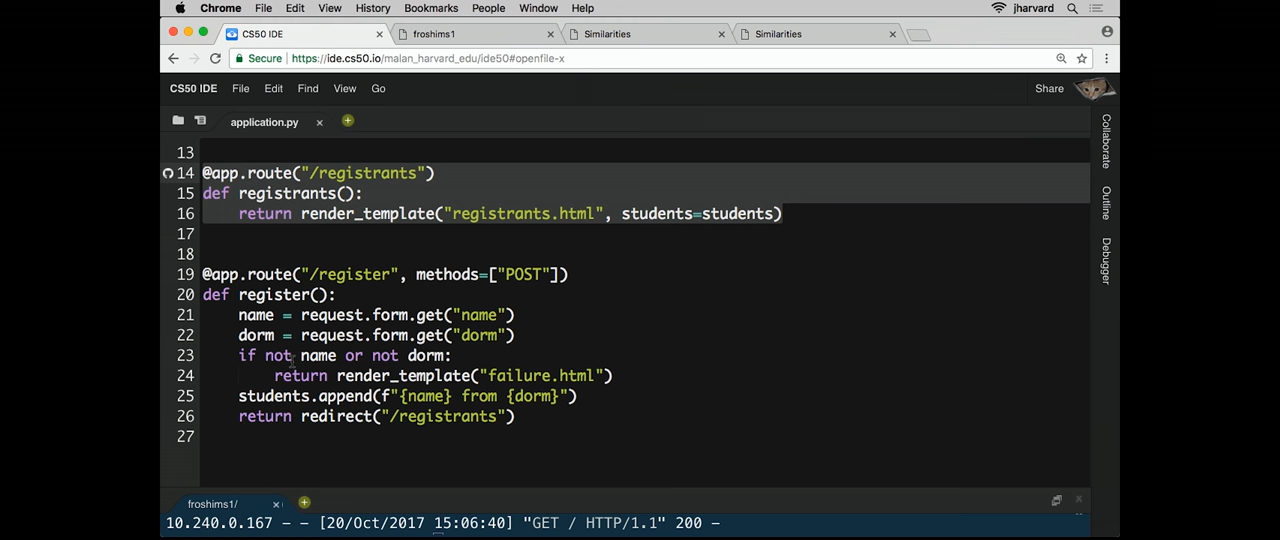 Chrome File Edit View History Bookmarks People Window Help jharvard
CS50 IDE froshims1 Similarities Similarities
Secure https://ide.cs50.io/malan_harvard_edu/ide50#openfile-x
CS50 IDE File Edit Find View Go Share
application.py
Collaborate
Outline
Debugger
13
14 @app.route("/registrants")
15 def registrants():
16 return render_template("registrants.html", students=students)
17
18
19 @app.route("/register", methods=["POST"])
20 def register():
21 name = request.form.get("name")
22 dorm = request.form.get("dorm")
23 if not name or not dorm:
24 return render_template("failure.html")
25 students.append(f"{name} from {dorm}")
26 return redirect("/registrants")
27
froshims1/
10.240.0.167 - - [20/Oct/2017 15:06:40] "GET / HTTP/1.1" 200 -